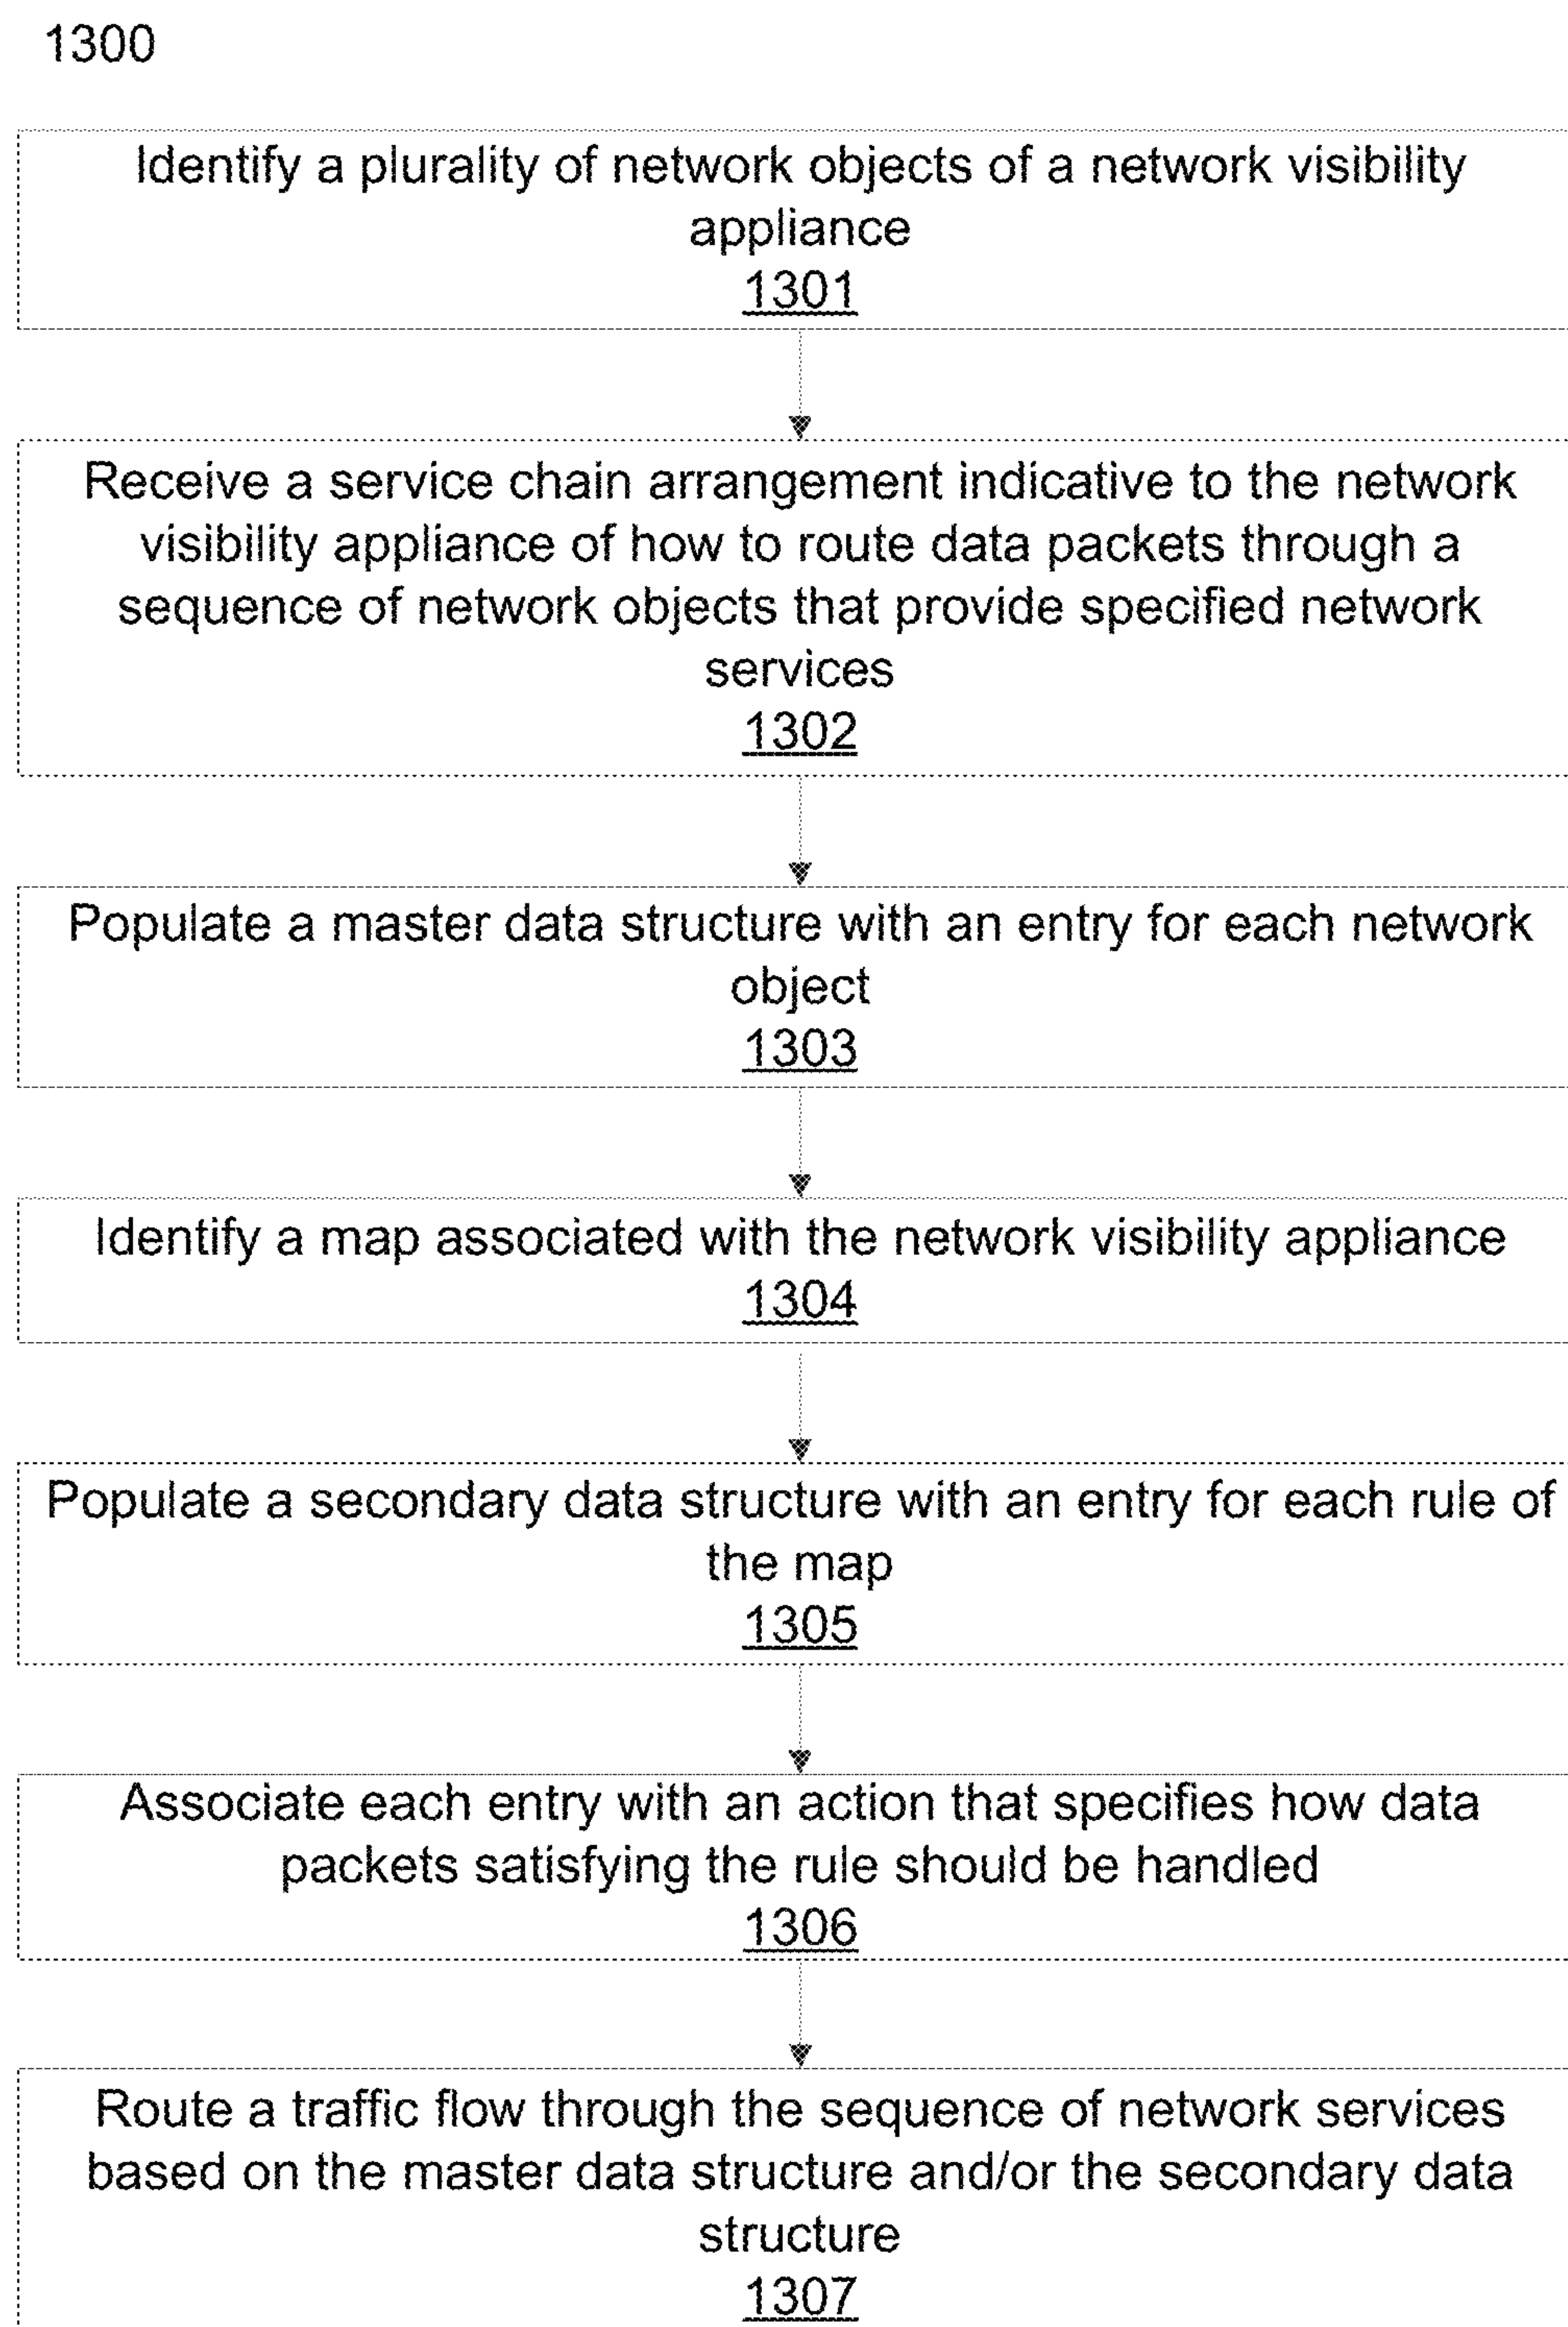 1300
Identify a plurality of network objects of a network visibility
appliance
1301
Receive a service chain arrangement indicative to the network
visibility appliance of how to route data packets through a
sequence of network objects that provide specified network
services
1302
Populate a master data structure with an entry for each network
object
1303
Identify a map associated with the network visibility appliance
1304
Populate a secondary data structure with an entry for each rule of
the map
1305
Associate each entry with an action that specifies how data
packets satisfying the rule should be handled
1306
Route a traffic flow through the sequence of network services
based on the master data structure and/or the secondary data
structure
1307